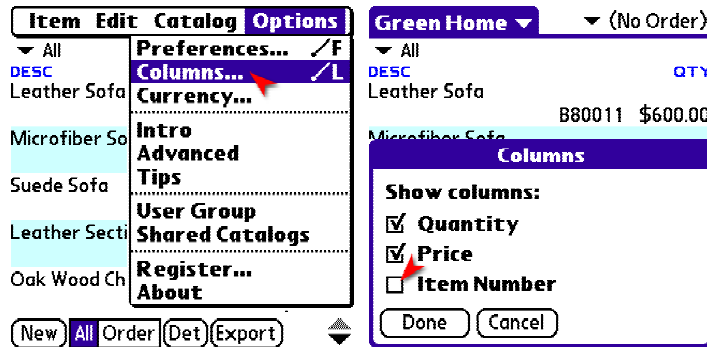 Item Edit Catalog Options
All
DESC
Leather Sofa
Microfiber So
Suede Sofa
Leather Secti
Oak Wood Ch
Preferences... /F
Columns... /L
Currency...
Intro
Advanced
Tips
User Group
Shared Catalogs
Register...
About
New All Order Det Export
Green Home (No Order)
All
DESC QTY
Leather Sofa
B80011 $600.00
Microfiber Sofa
Columns
Show columns:
Quantity
Price
Item Number
Done Cancel